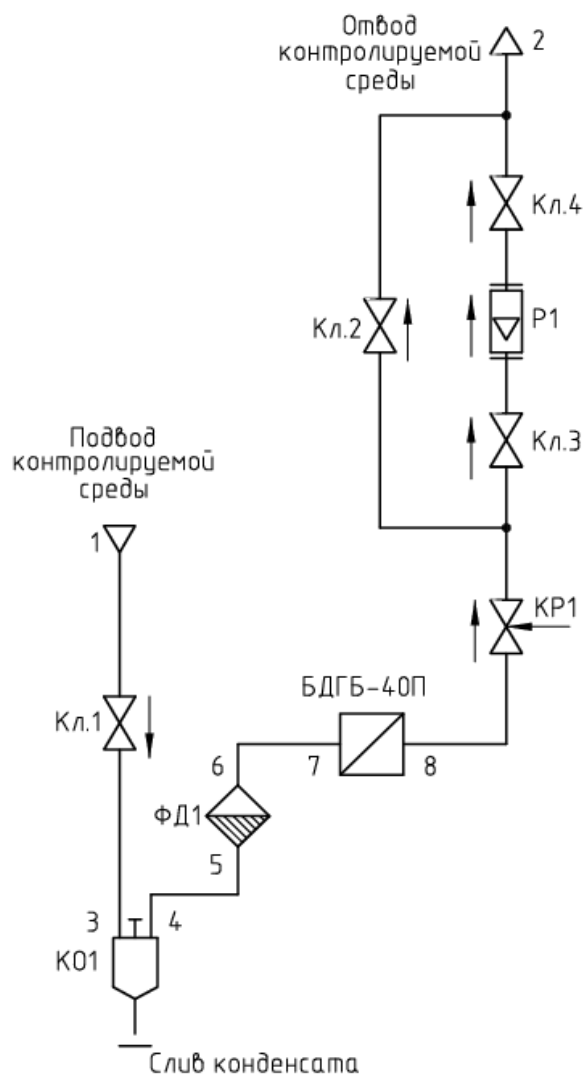 Отвод
контролируемой
среды
2
Кл.4
Р1
Кл.2
Кл.3
Подвод
контролируемой
среды
1
КР1
БДГБ-40П
Кл.1
6
7
8
ФД1
5
3
4
КО1
Слив конденсата